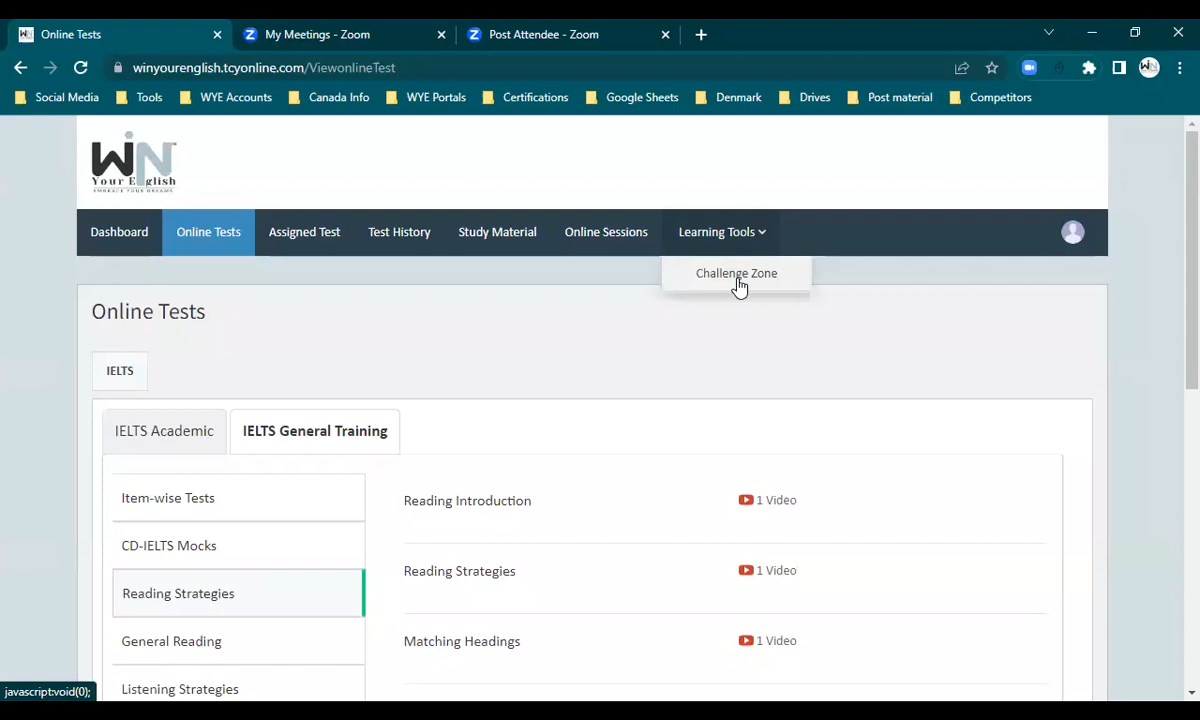 Online Tests
My Meetings - Zoom
Post Attendee - Zoom
winyourenglish.tcyonline.com/ViewonlineTest
Social Media Tools WYE Accounts Canada Info WYE Portals Certifications Google Sheets Denmark Drives Post material Competitors
WiN
Your English
EMBRACE YOUR DREAMS
Dashboard Online Tests Assigned Test Test History Study Material Online Sessions Learning Tools
Challenge Zone
Online Tests
IELTS
IELTS Academic IELTS General Training
Item-wise Tests
Reading Introduction 1 Video
CD-IELTS Mocks
Reading Strategies 1 Video
Reading Strategies
General Reading
Matching Headings 1 Video
Listening Strategies
javascript:void(0);